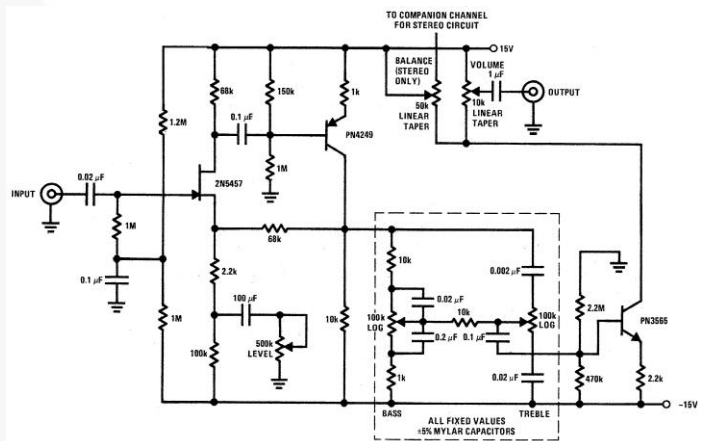 TO COMPANION CHANNEL
FOR STEREO CIRCUIT
15V
BALANCE
(STEREO
ONLY)
VOLUME
1 μF
OUTPUT
50k
LINEAR
TAPER
10k
LINEAR
TAPER
68k
150k
1k
0.1 μF
PN4249
1.2M
1M
INPUT
0.02 μF
2N5457
1M
68k
0.1 μF
2.2k
100 μF
1M
100k
500k
LEVEL
10k
10k
0.002 μF
0.02 μF
100k
LOG
10k
100k
LOG
0.2 μF
0.1 μF
1k
0.02 μF
2.2M
PN3565
470k
2.2k
-15V
BASS
TREBLE
ALL FIXED VALUES
±5% MYLAR CAPACITORS